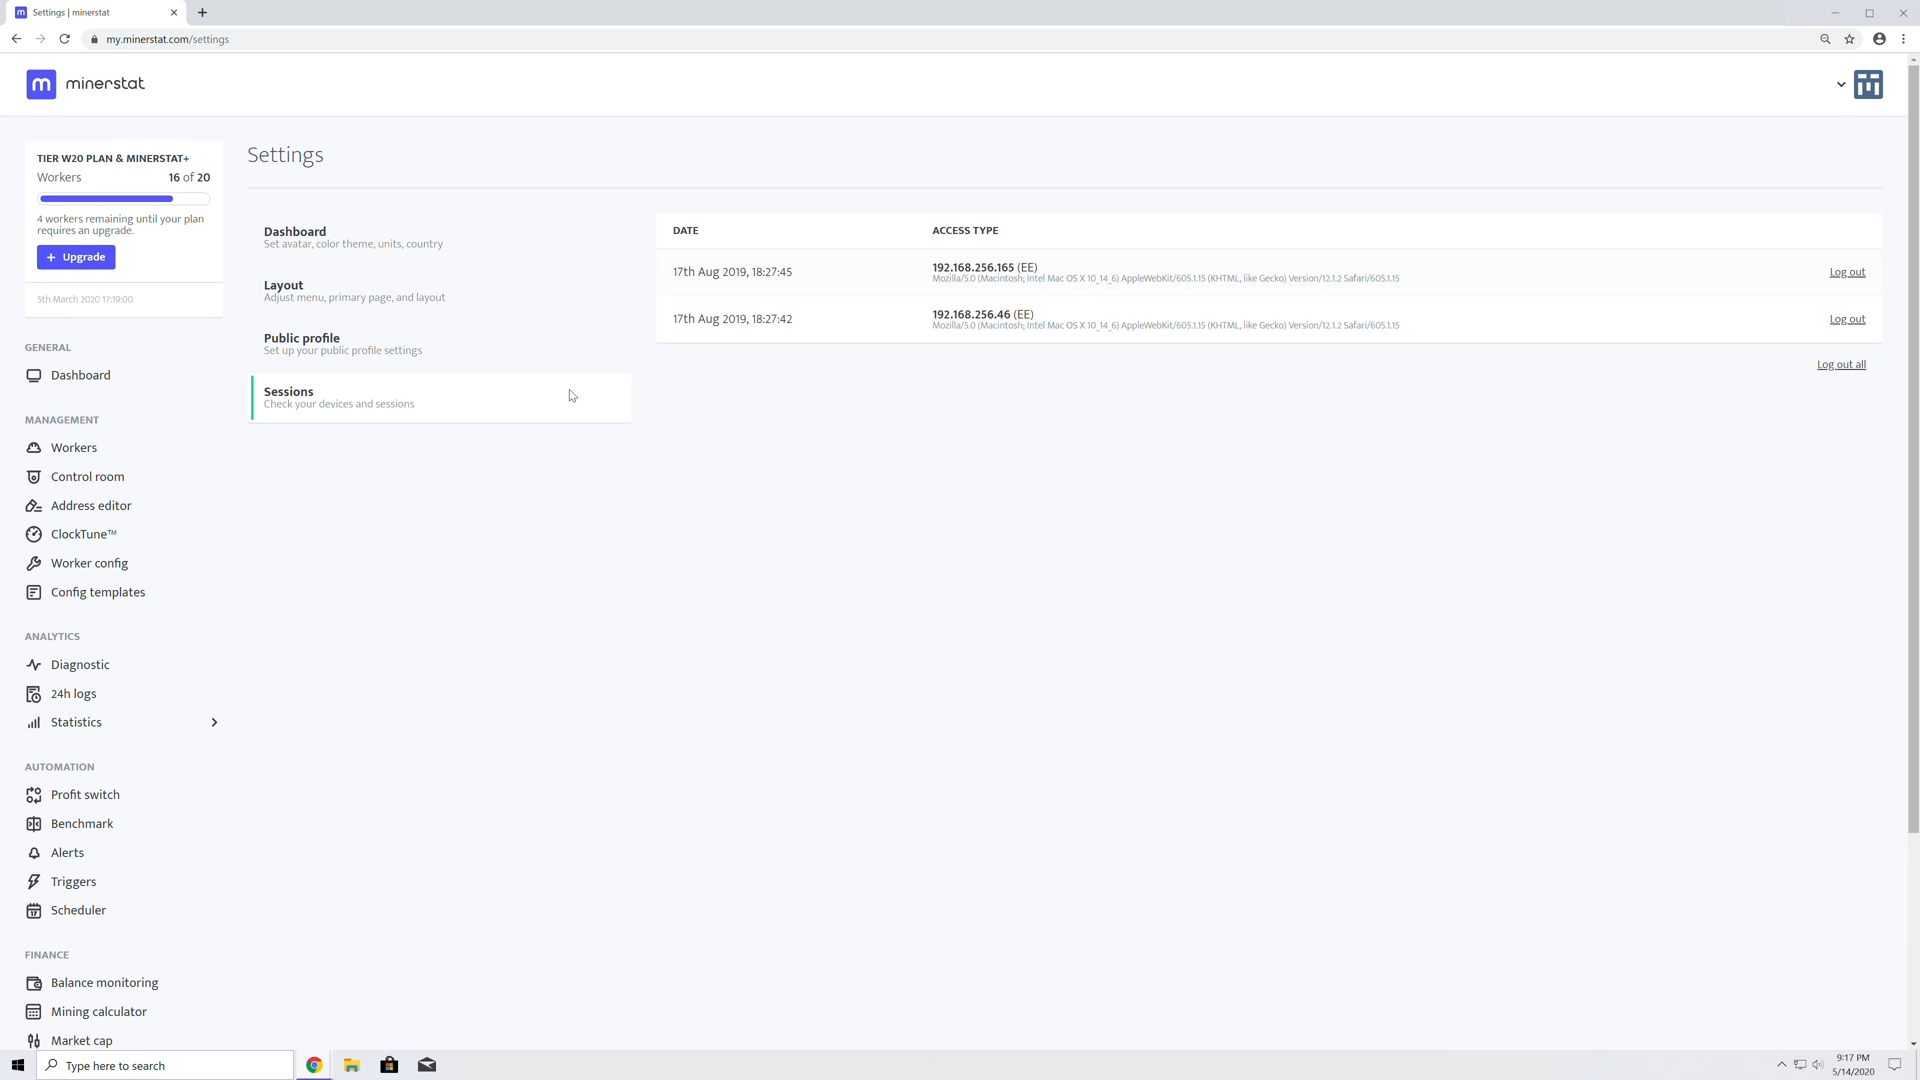 Settings | minerstat
my.minerstat.com/settings
m minerstat
TIER W20 PLAN & MINERSTAT+
Workers 16 of 20
4 workers remaining until your plan
requires an upgrade.
+ Upgrade
5th March 2020 17:19:00
GENERAL
Dashboard
MANAGEMENT
Workers
Control room
Address editor
ClockTune™
Worker config
Config templates
ANALYTICS
Diagnostic
24h logs
Statistics
AUTOMATION
Profit switch
Benchmark
Alerts
Triggers
Scheduler
FINANCE
Balance monitoring
Mining calculator
Market cap
Settings
Dashboard
Set avatar, color theme, units, country
Layout
Adjust menu, primary page, and layout
Public profile
Set up your public profile settings
Sessions
Check your devices and sessions
DATE ACCESS TYPE
17th Aug 2019, 18:27:45 192.168.256.165 (EE)
Mozilla/5.0 (Macintosh; Intel Mac OS X 10_14_6) AppleWebKit/605.1.15 (KHTML, like Gecko) Version/12.1.2 Safari/605.1.15
Log out
17th Aug 2019, 18:27:42 192.168.256.46 (EE)
Mozilla/5.0 (Macintosh; Intel Mac OS X 10_14_6) AppleWebKit/605.1.15 (KHTML, like Gecko) Version/12.1.2 Safari/605.1.15
Log out
Log out all
Type here to search
9:17 PM
5/14/2020